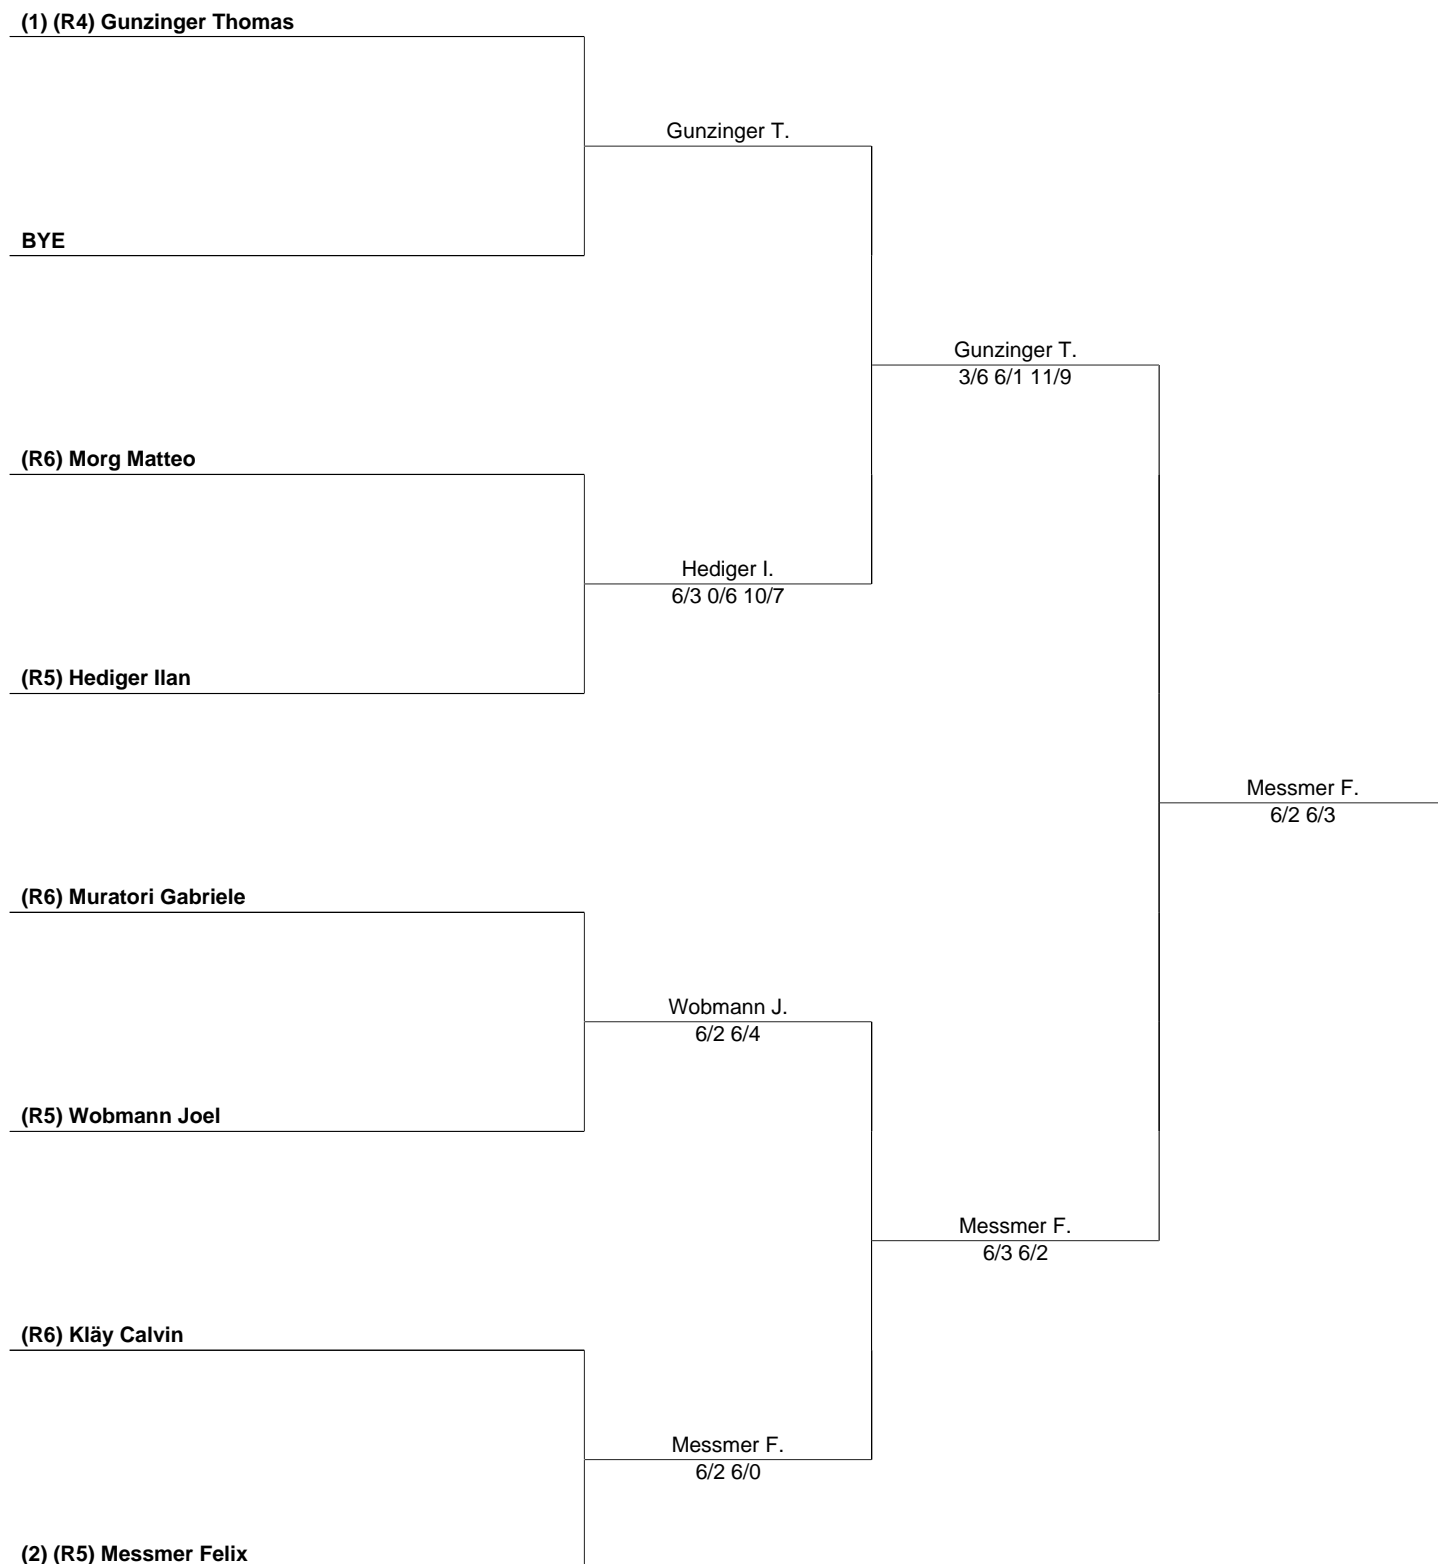 (1) (R4) Gunzinger Thomas
Gunzinger T.
BYE
Gunzinger T.
3/6 6/1 11/9
(R6) Morg Matteo
Hediger I.
6/3 0/6 10/7
(R5) Hediger Ilan
Messmer F.
6/2 6/3
(R6) Muratori Gabriele
Wobmann J.
6/2 6/4
(R5) Wobmann Joel
Messmer F.
6/3 6/2
(R6) Kläy Calvin
Messmer F.
6/2 6/0
(2) (R5) Messmer Felix